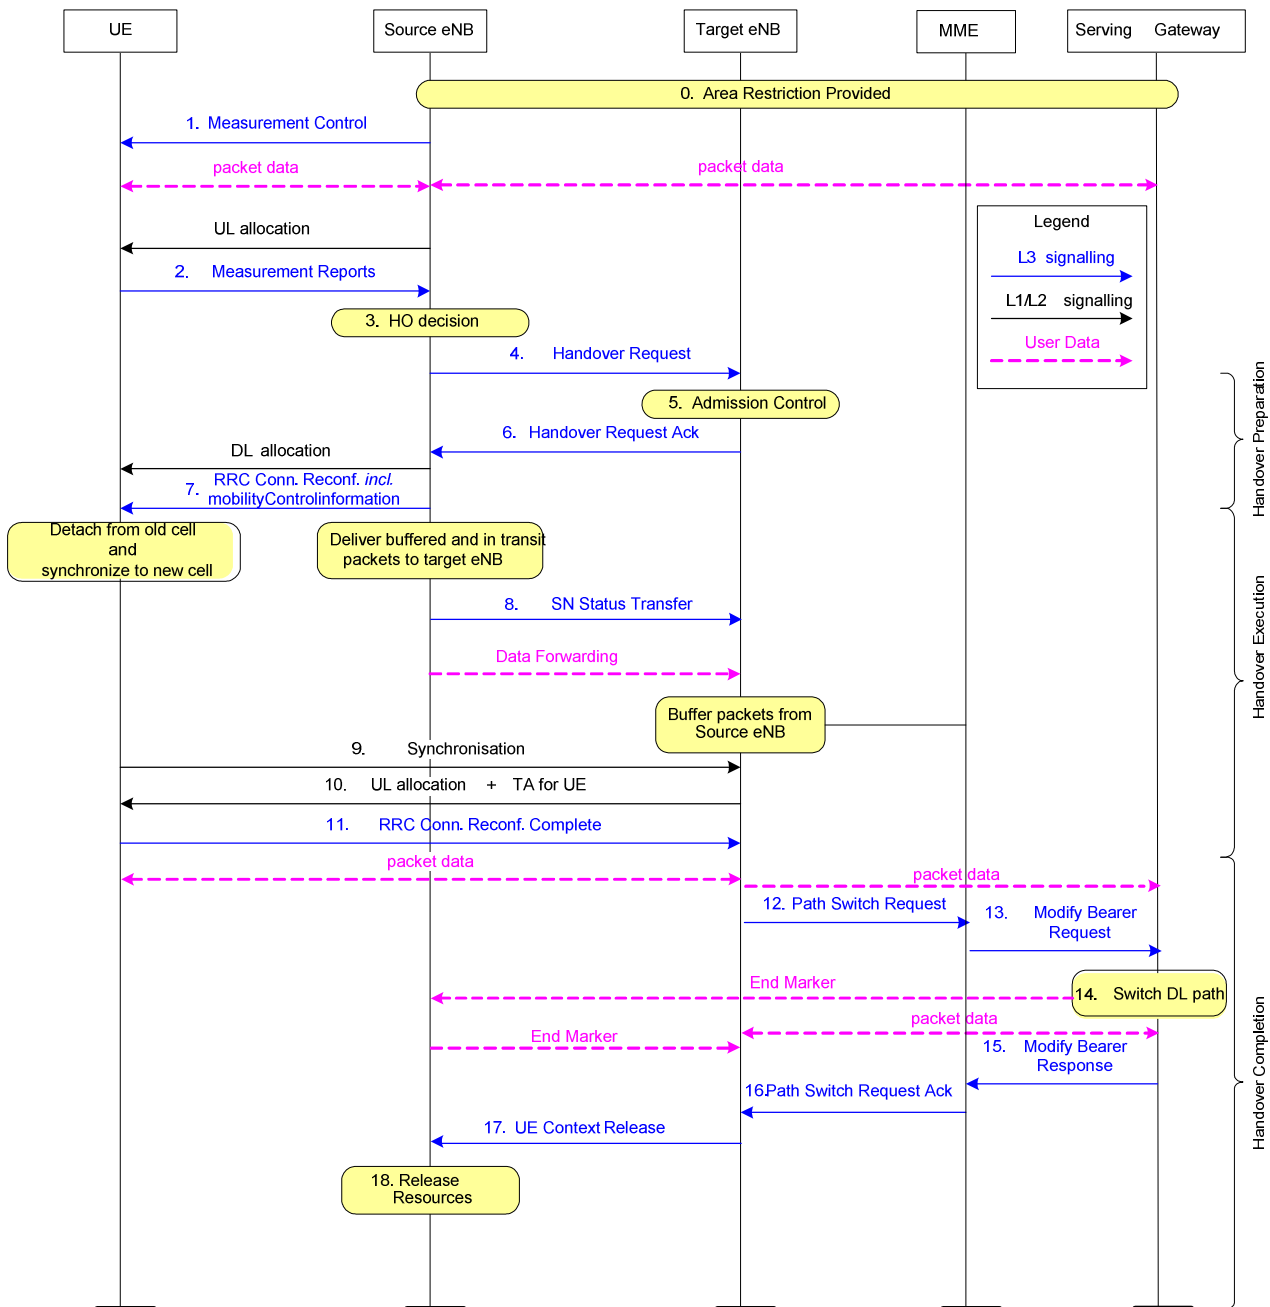 UE
Source eNB
Target eNB
MME
Serving Gateway
0. Area Restriction Provided
1. Measurement Control
packet data
packet data
UL allocation
Legend
L3 signalling
L1/L2 signalling
User Data
2. Measurement Reports
3. HO decision
4. Handover Request
5. Admission Control
6. Handover Request Ack
DL allocation
7. RRC Conn. Reconf. incl.
mobilityControlinformation
Handover Preparation
Detach from old cell
and
synchronize to new cell
Deliver buffered and in transit
packets to target eNB
8. SN Status Transfer
Data Forwarding
Buffer packets from
Source eNB
9. Synchronisation
10. UL allocation + TA for UE
11. RRC Conn. Reconf. Complete
Handover Execution
packet data
packet data
12. Path Switch Request
13. Modify Bearer
Request
End Marker
14. Switch DL path
packet data
End Marker
15. Modify Bearer
Response
16.Path Switch Request Ack
17. UE Context Release
18. Release
Resources
Handover Completion